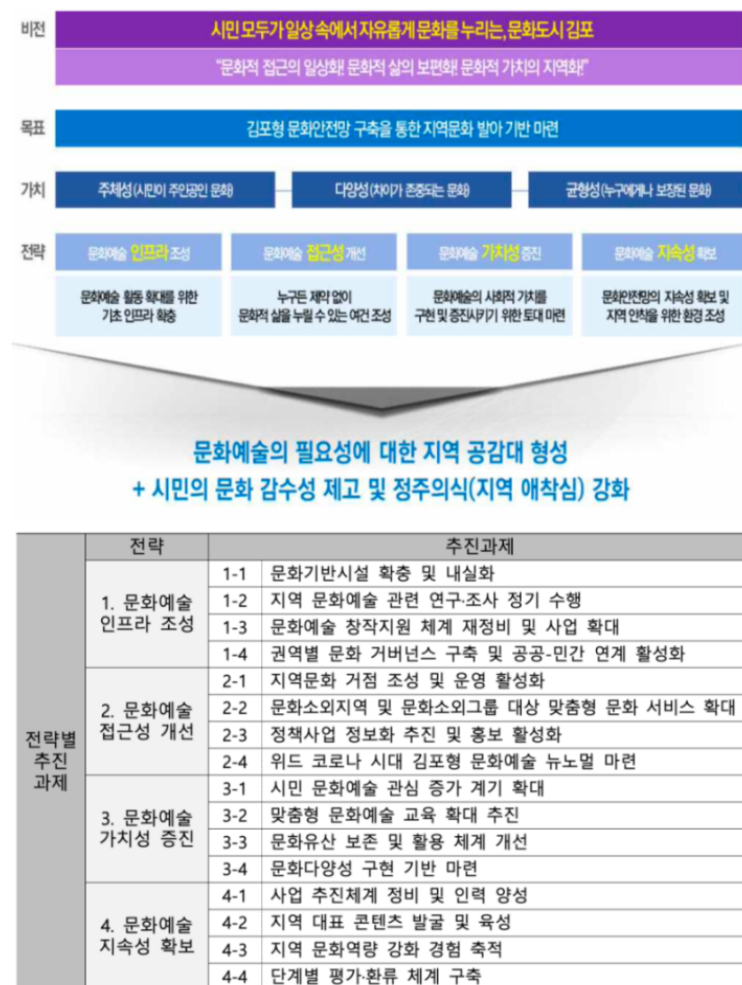 비전
시민 모두가 일상 속에서 자유롭게 문화를 누리는, 문화도시 김포
“문화적 접근의 일상화! 문화적 삶의 보편화! 문화적 가치의 지역화!”
목표
김포형 문화안전망 구축을 통한 지역문화 발아 기반 마련
가치
주체성(시민이 주인공인 문화)
다양성(차이가 존중되는 문화)
균형성(누구에게나 보장된 문화)
전략
문화예술 인프라 조성
문화예술 접근성 개선
문화예술 가치성 증진
문화예술 지속성 확보
문화예술 활동 확대를 위한
기초 인프라 확충
누구든 제약 없이
문화적 삶을 누릴 수 있는 여건 조성
문화예술의 사회적 가치를
구현 및 증진시키기 위한 토대 마련
문화안전망의 지속성 확보 및
지역 안착을 위한 환경 조성
문화예술의 필요성에 대한 지역 공감대 형성
+ 시민의 문화 감수성 제고 및 정주의식(지역 애착심) 강화
전략
추진과제
전략별
추진
과제
1. 문화예술
인프라 조성
1-1 문화기반시설 확충 및 내실화
1-2 지역 문화예술 관련 연구·조사 정기 수행
1-3 문화예술 창작지원 체계 재정비 및 사업 확대
1-4 권역별 문화 거버넌스 구축 및 공공-민간 연계 활성화
2. 문화예술
접근성 개선
2-1 지역문화 거점 조성 및 운영 활성화
2-2 문화소외지역 및 문화소외그룹 대상 맞춤형 문화 서비스 확대
2-3 정책사업 정보화 추진 및 홍보 활성화
2-4 위드 코로나 시대 김포형 문화예술 뉴노멀 마련
3. 문화예술
가치성 증진
3-1 시민 문화예술 관심 증가 계기 확대
3-2 맞춤형 문화예술 교육 확대 추진
3-3 문화유산 보존 및 활용 체계 개선
3-4 문화다양성 구현 기반 마련
4. 문화예술
지속성 확보
4-1 사업 추진체계 정비 및 인력 양성
4-2 지역 대표 콘텐츠 발굴 및 육성
4-3 지역 문화역량 강화 경험 축적
4-4 단계별 평가·환류 체계 구축